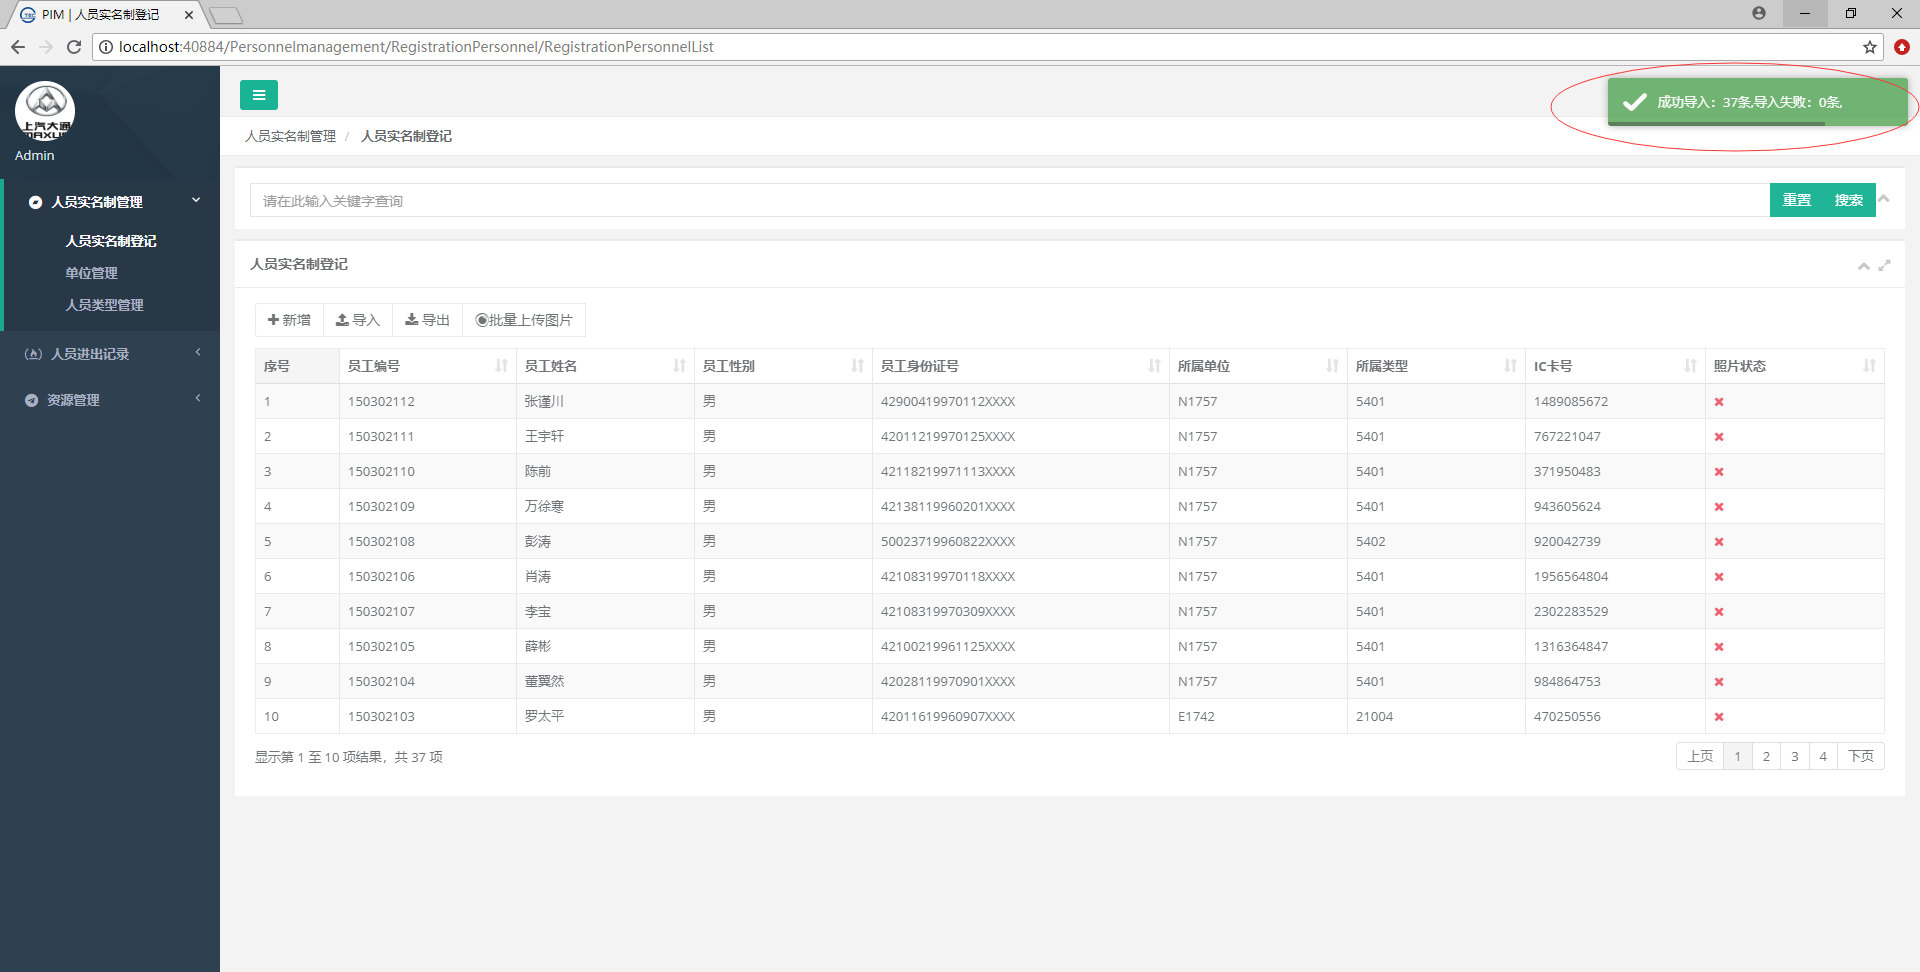 PIM | 人员实名制登记
localhost:40884/Personnelmanagement/RegistrationPersonnel/RegistrationPersonnelList
上汽大通
MAXUS
Admin
成功导入：37条,导入失败：0条,
人员实名制管理 / 人员实名制登记
人员实名制管理
人员实名制登记
单位管理
人员类型管理
人员进出记录
资源管理
请在此输入关键字查询 重置 搜索
人员实名制登记
新增 导入 导出 批量上传图片
序号 员工编号 员工姓名 员工性别 员工身份证号 所属单位 所属类型 IC卡号 照片状态
1 150302112 张谨川 男 42900419970112XXXX N1757 5401 1489085672
2 150302111 王宇轩 男 42011219970125XXXX N1757 5401 767221047
3 150302110 陈前 男 42118219971113XXXX N1757 5401 371950483
4 150302109 万徐寒 男 42138119960201XXXX N1757 5401 943605624
5 150302108 彭涛 男 50023719960822XXXX N1757 5402 920042739
6 150302106 肖涛 男 42108319970118XXXX N1757 5401 1956564804
7 150302107 李宝 男 42108319970309XXXX N1757 5401 2302283529
8 150302105 薛彬 男 42100219961125XXXX N1757 5401 1316364847
9 150302104 董翼然 男 42028119970901XXXX N1757 5401 984864753
10 150302103 罗太平 男 42011619960907XXXX E1742 21004 470250556
显示第 1 至 10 项结果，共 37 项
上页 1 2 3 4 下页